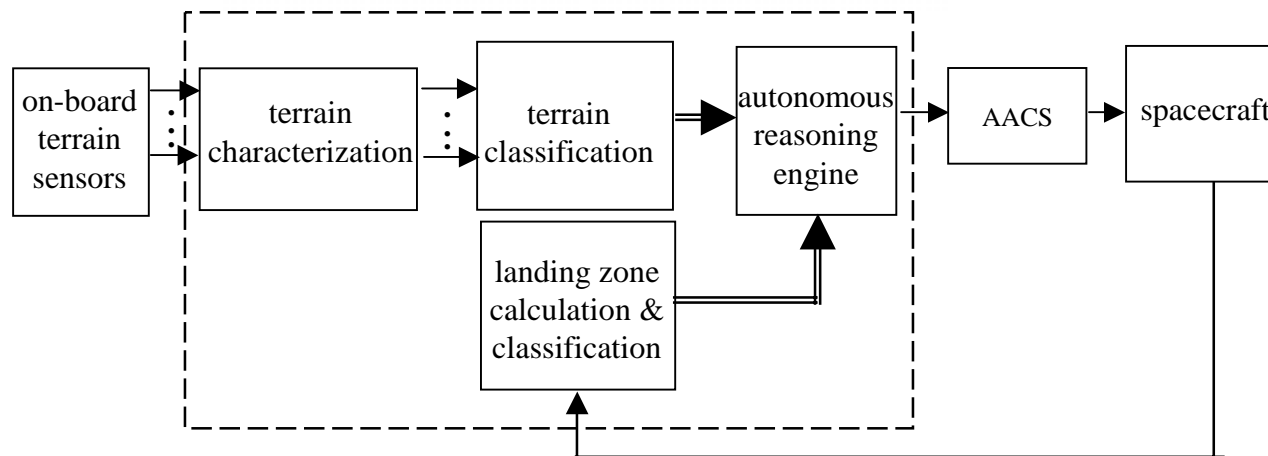 on-board
terrain
sensors
terrain
characterization
terrain
classification
autonomous
reasoning
engine
AACS
spacecraft
landing zone
calculation &
classification